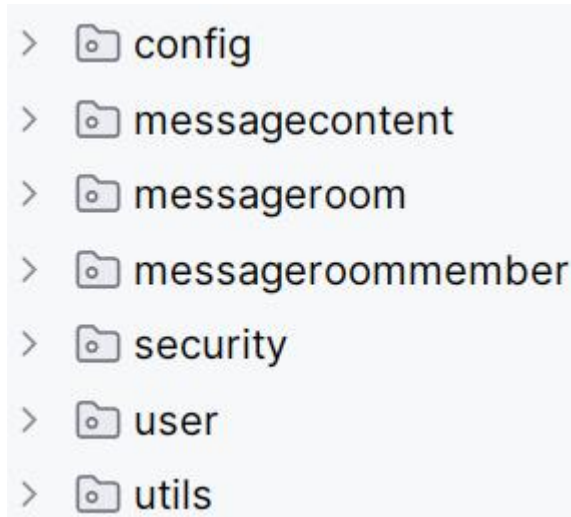 config
messagecontent
messageroom
messageroommember
security
user
utils